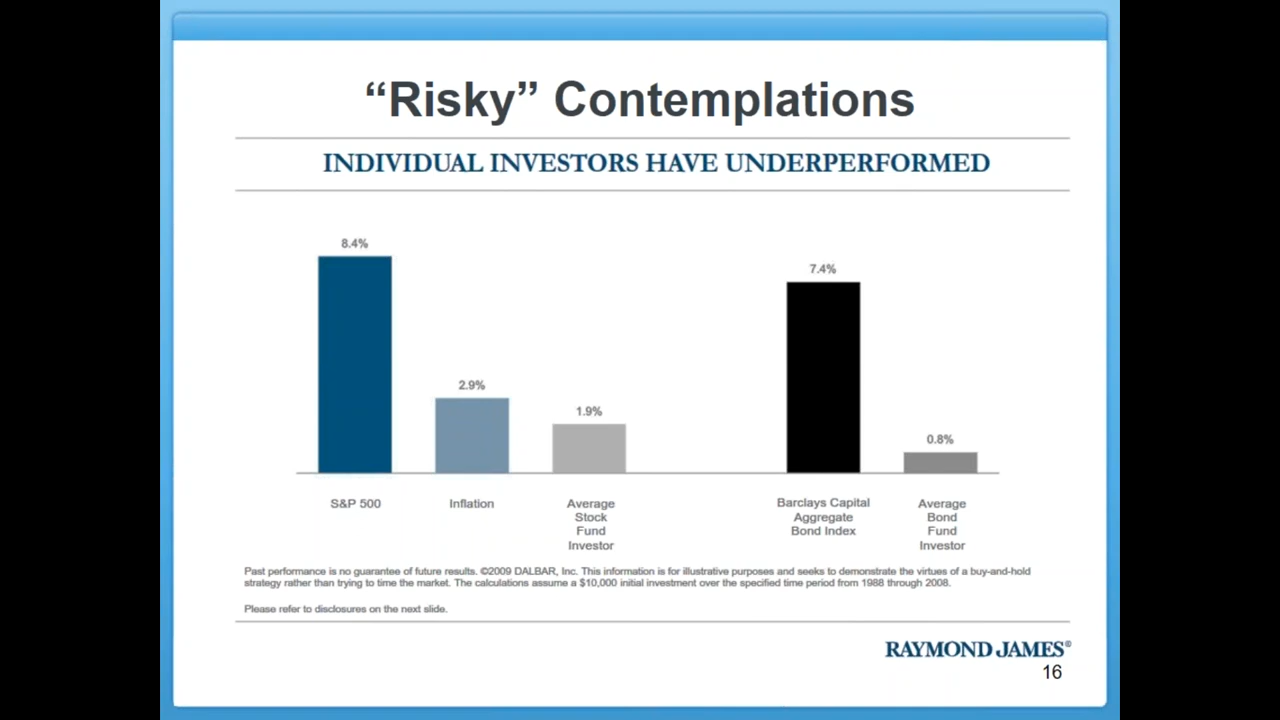 “Risky” Contemplations
INDIVIDUAL INVESTORS HAVE UNDERPERFORMED
8.4%
7.4%
2.9%
1.9%
0.8%
S&P 500
Inflation
Average
Stock
Fund
Investor
Barclays Capital
Aggregate
Bond Index
Average
Bond
Fund
Investor
Past performance is no guarantee of future results. ©2009 DALBAR, Inc. This information is for illustrative purposes and seeks to demonstrate the virtues of a buy-and-hold
strategy rather than trying to time the market. The calculations assume a $10,000 initial investment over the specified time period from 1988 through 2008.
Please refer to disclosures on the next slide.
RAYMOND JAMES®
16